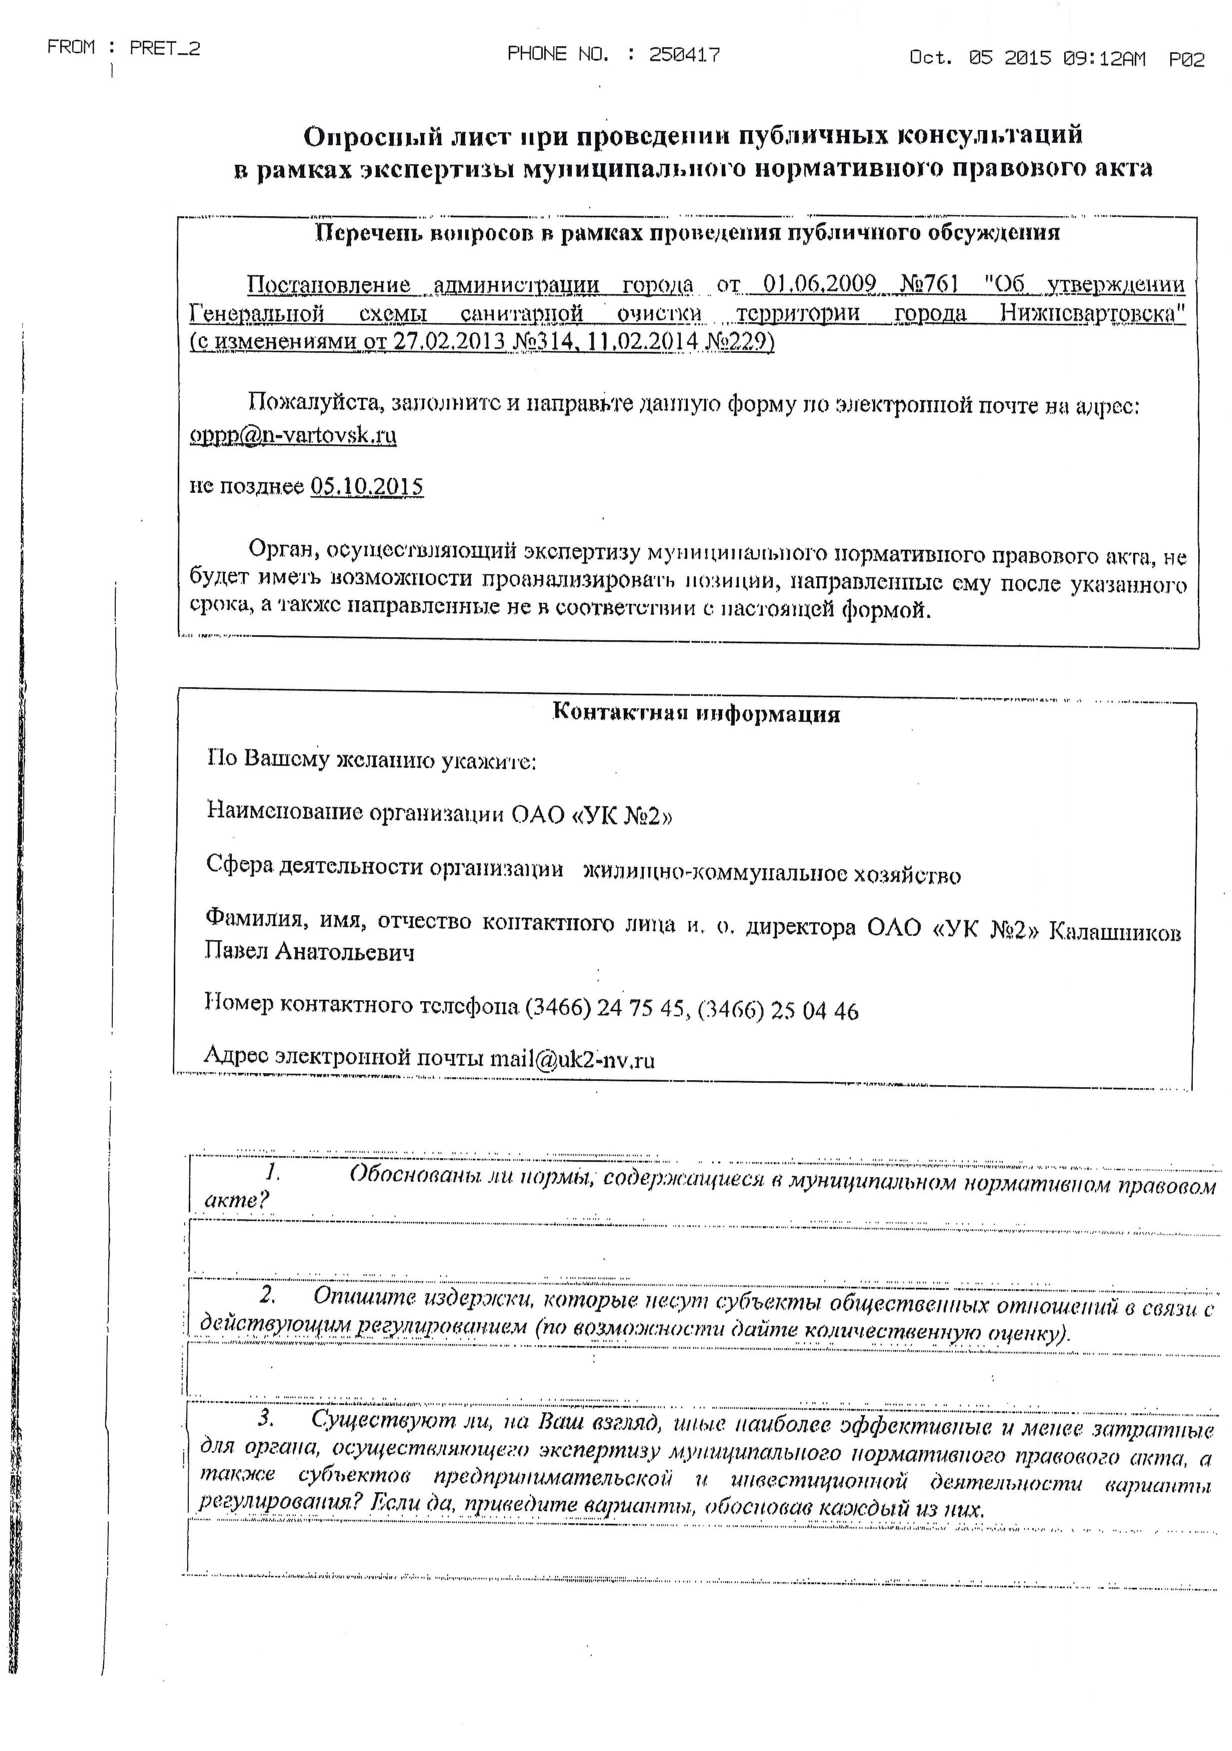 FROM : PRET_2 PHONE NO. : 250417 Oct. 05 2015 09:12AM P02
Опросный лист при проведении публичных консультаций
в рамках экспертизы муниципального нормативного правового акта
Перечень вопросов в рамках проведения публичного обсуждения
Постановление администрации города от 01.06.2009 №761 "Об утверждении
Генеральной схемы санитарной очистки территории города Нижневартовска"
(с изменениями от 27.02.2013 №314, 11.02.2014 №229)
Пожалуйста, заполните и направьте данную форму по электронной почте на адрес:
oppp@n-vartovsk.ru
не позднее 05.10.2015
Орган, осуществляющий экспертизу муниципального нормативного правового акта, не
будет иметь возможности проанализировать позиции, направленные ему после указанного
срока, а также направленные не в соответствии с настоящей формой.
Контактная информация
По Вашему желанию укажите:
Наименование организации ОАО «УК №2»
Сфера деятельности организации жилищно-коммунальное хозяйство
Фамилия, имя, отчество контактного лица и. о. директора ОАО «УК №2» Калашников
Павел Анатольевич
Номер контактного телефона (3466) 24 75 45, (3466) 25 04 46
Адрес электронной почты mail@uk2-nv.ru
1. Обоснованы ли нормы, содержащиеся в муниципальном нормативном правовом
акте?
2. Опишите издержки, которые несут субъекты общественных отношений в связи с
действующим регулированием (по возможности дайте количественную оценку).
3. Существуют ли, на Ваш взгляд, иные наиболее эффективные и менее затратные
для органа, осуществляющего экспертизу муниципального нормативного правового акта, а
также субъектов предпринимательской и инвестиционной деятельности варианты
регулирования? Если да, приведите варианты, обосновав каждый из них.